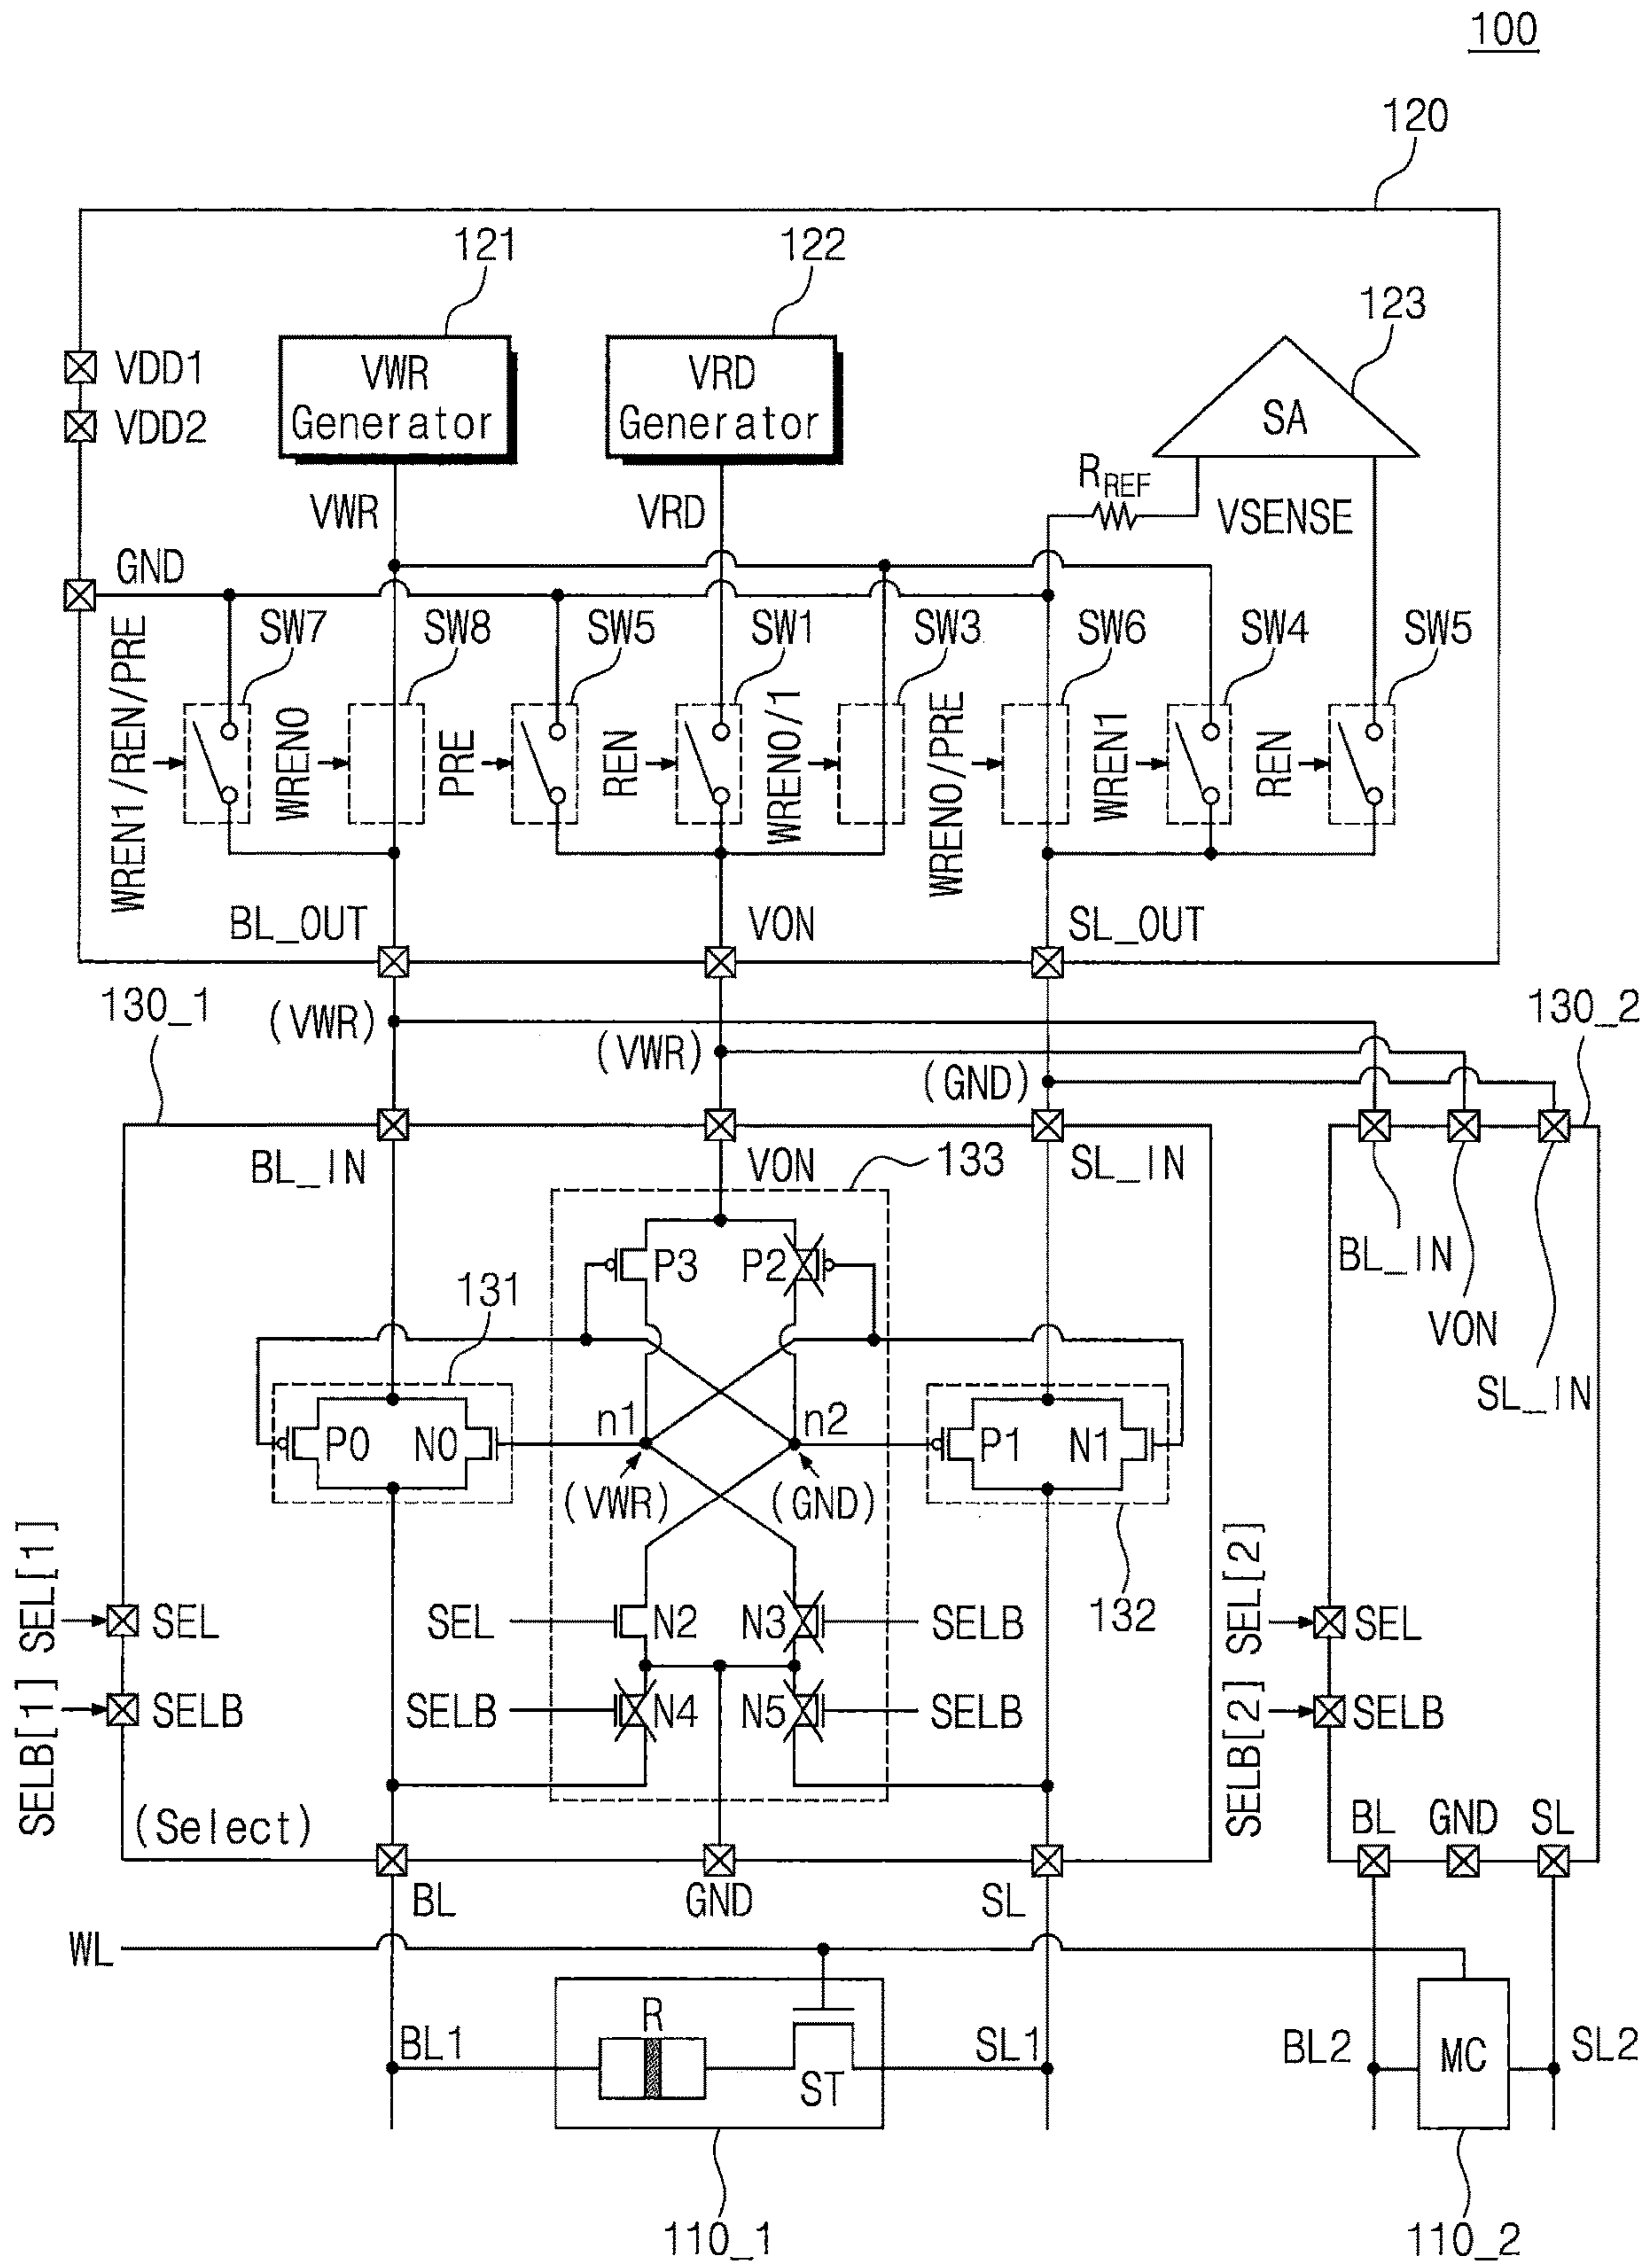 100
120
121
122
123
VDD1
VDD2
VWR
Generator
VRD
Generator
SA
RREF
VWR
VRD
VSENSE
GND
SW7
SW8
SW5
SW1
SW3
SW6
SW4
SW5
WREN1/REN/PRE
WREN0
PRE
REN
WREN0/1
WREN0/PRE
WREN1
REN
BL_OUT
VON
SL_OUT
130_1
(VWR)
(VWR)
(GND)
130_2
BL_IN
VON
133
SL_IN
P3
P2
131
BL_IN
VON
SL_IN
P0
N0
n1
n2
P1
N1
(VWR)
(GND)
132
SEL[1]
SEL
SEL
N2
N3
SELB
SEL[2]
SEL
SELB[1]
SELB
SELB
N4
N5
SELB
SELB[2]
SELB
(Select)
BL
GND
SL
BL
GND
SL
WL
R
BL1
ST
SL1
BL2
MC
SL2
110_1
110_2